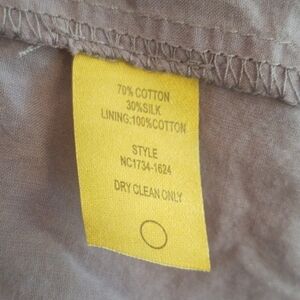 70% COTTON
30%SILK
LINING:100%COTTON
STYLE
NC1734-1624
DRY CLEAN ONLY